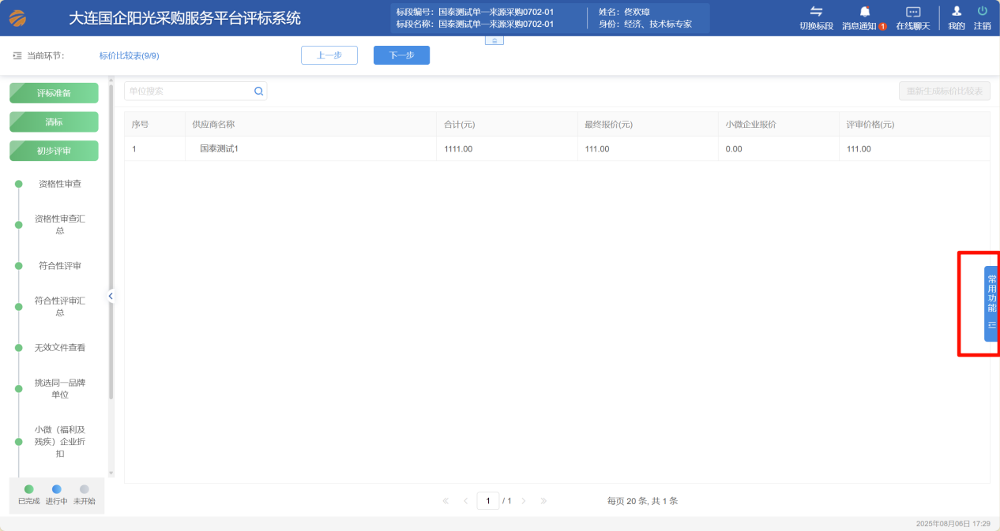 大连国企阳光采购服务平台评标系统
标段编号：国泰测试单一来源采购0702-01
标段名称：国泰测试单一来源采购0702-01
姓名：佟欢璋
身份：经济、技术标专家
切换标段
消息通知
1
在线聊天
我的
注销
当前环节：
标价比较表(9/9)
上一步
下一步
评标准备
清标
初步评审
资格性审查
资格性审查汇
总
符合性评审
符合性评审汇
总
无效文件查看
挑选同一品牌
单位
小微（福利及
残疾）企业折
扣
已完成
进行中
未开始
单位搜索
重新生成标价比较表
序号 供应商名称 合计(元) 最终报价(元) 小微企业报价 评审价格(元)
1 国泰测试1 1111.00 111.00 0.00 111.00
常用功能
1 / 1
每页 20 条, 共 1 条
2025年08月06日 17:29